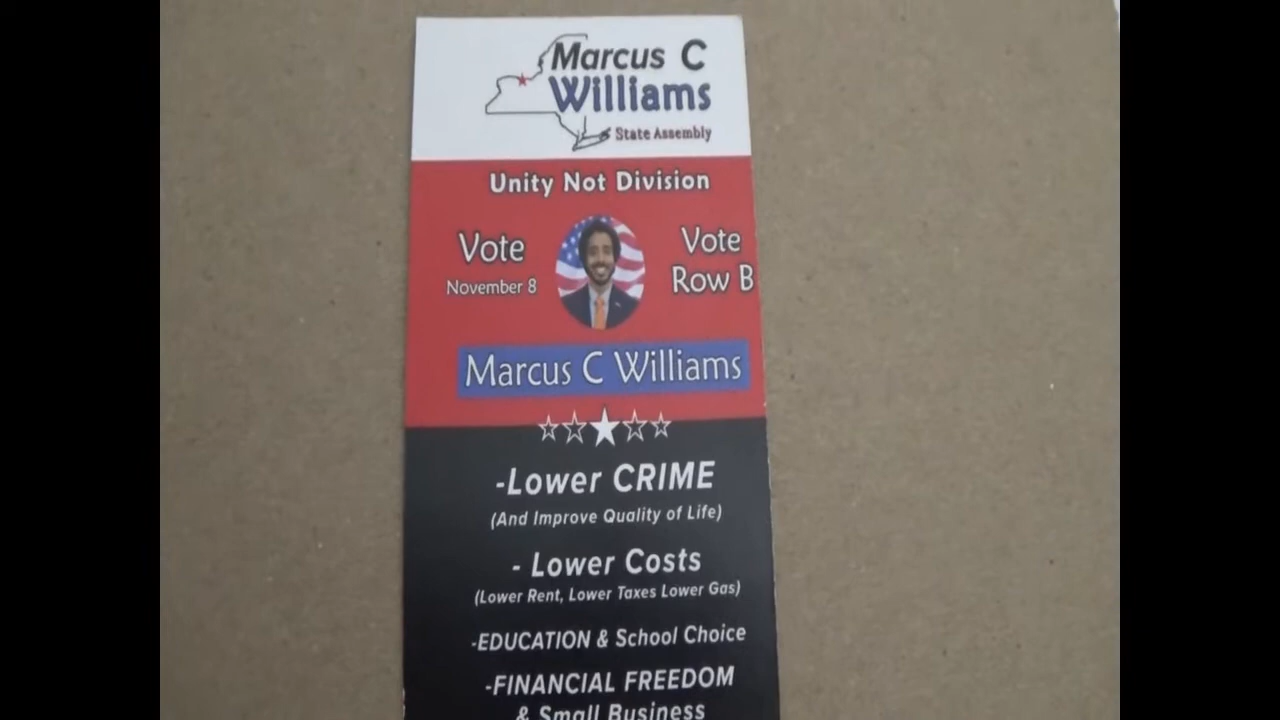 Marcus C
Williams
State Assembly
Unity Not Division
Vote
November 8
Vote
Row B
Marcus C Williams
-Lower CRIME
(And Improve Quality of Life)
- Lower Costs
(Lower Rent, Lower Taxes Lower Gas)
-EDUCATION & School Choice
-FINANCIAL FREEDOM
& Small Business